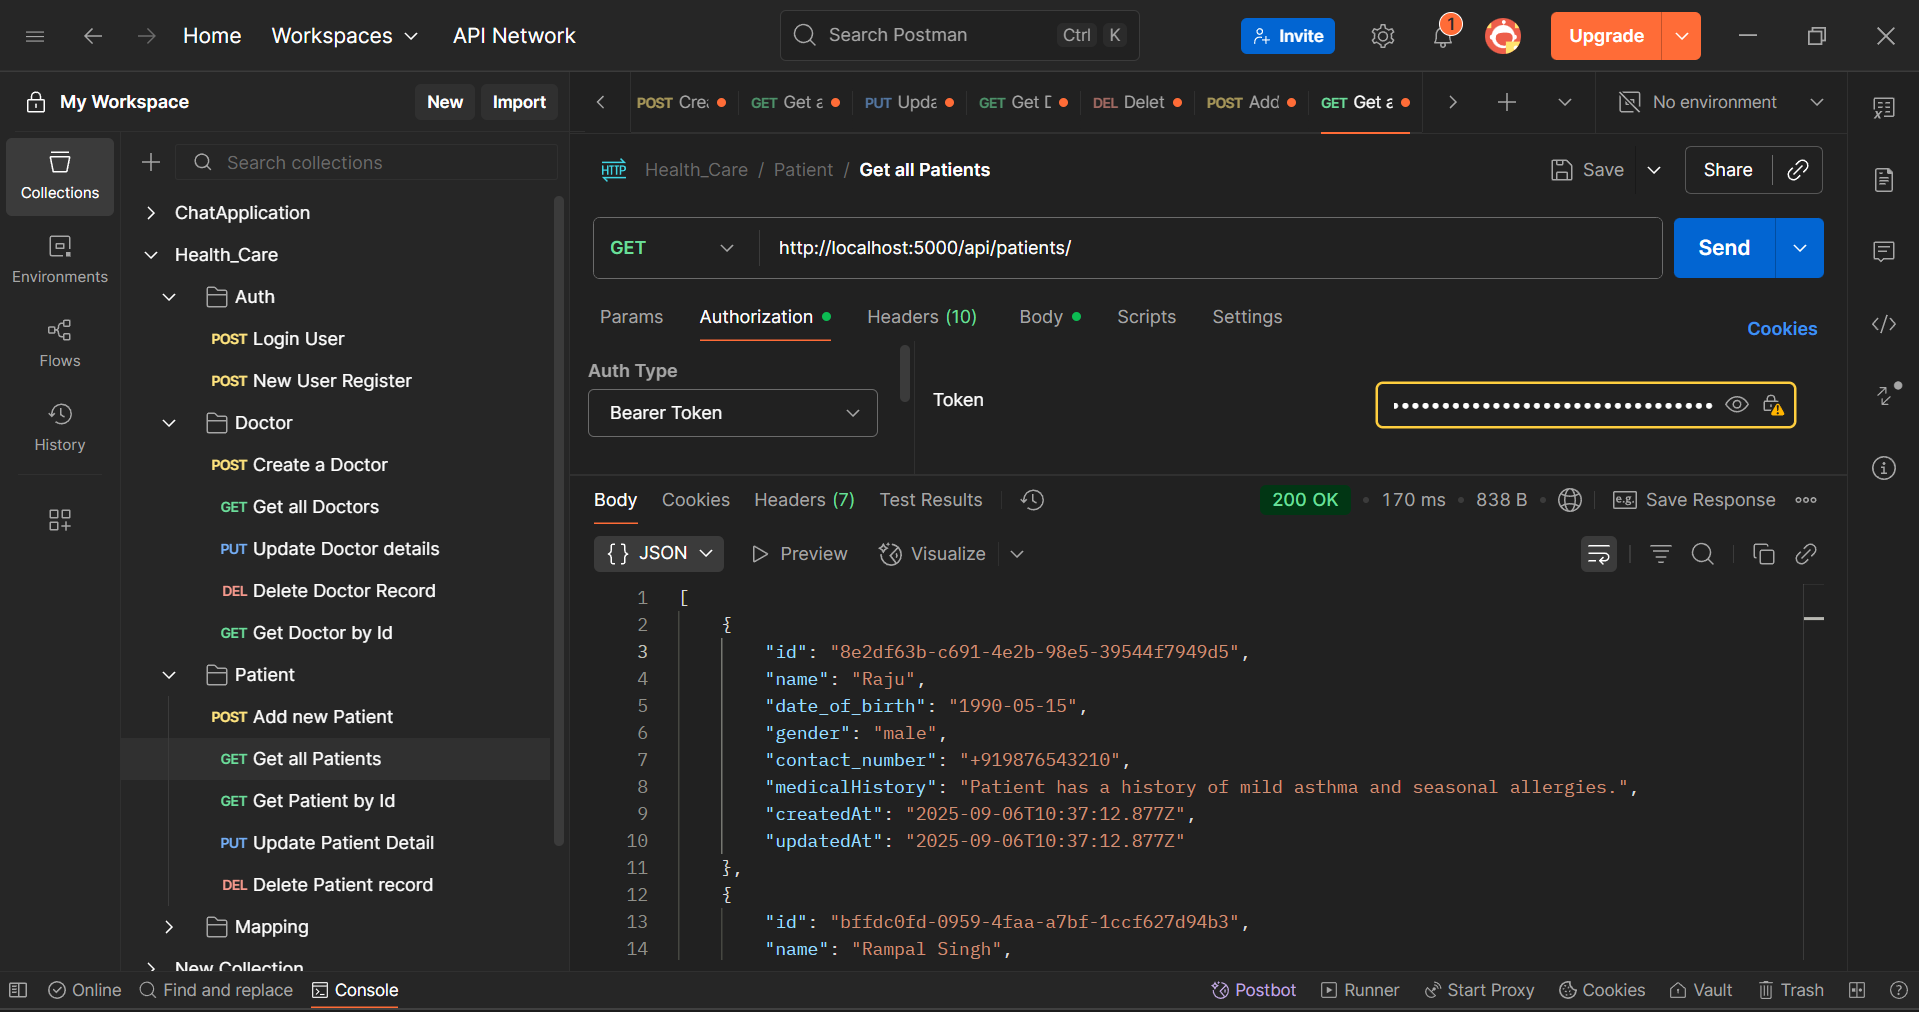 Home Workspaces API Network Search Postman Ctrl K Invite 1 Upgrade
My Workspace New Import
POST Cre GET Get a PUT Upda GET Get D DEL Delet POST Add GET Get a No environment
Collections
Environments
Flows
History
Search collections
ChatApplication
Health_Care
Auth
POST Login User
POST New User Register
Doctor
POST Create a Doctor
GET Get all Doctors
PUT Update Doctor details
DEL Delete Doctor Record
GET Get Doctor by Id
Patient
POST Add new Patient
GET Get all Patients
GET Get Patient by Id
PUT Update Patient Detail
DEL Delete Patient record
Mapping
New Collection
HTTP Health_Care / Patient / Get all Patients Save Share
GET http://localhost:5000/api/patients/ Send
Params Authorization Headers (10) Body Scripts Settings Cookies
Auth Type
Bearer Token
Token
Body Cookies Headers (7) Test Results 200 OK 170 ms 838 B e.g. Save Response
{} JSON Preview Visualize
1 [
2 {
3 "id": "8e2df63b-c691-4e2b-98e5-39544f7949d5",
4 "name": "Raju",
5 "date_of_birth": "1990-05-15",
6 "gender": "male",
7 "contact_number": "+919876543210",
8 "medicalHistory": "Patient has a history of mild asthma and seasonal allergies.",
9 "createdAt": "2025-09-06T10:37:12.877Z",
10 "updatedAt": "2025-09-06T10:37:12.877Z"
11 },
12 {
13 "id": "bffdc0fd-0959-4faa-a7bf-1ccf627d94b3",
14 "name": "Rampal Singh",
Online Find and replace Console Postbot Runner Start Proxy Cookies Vault Trash